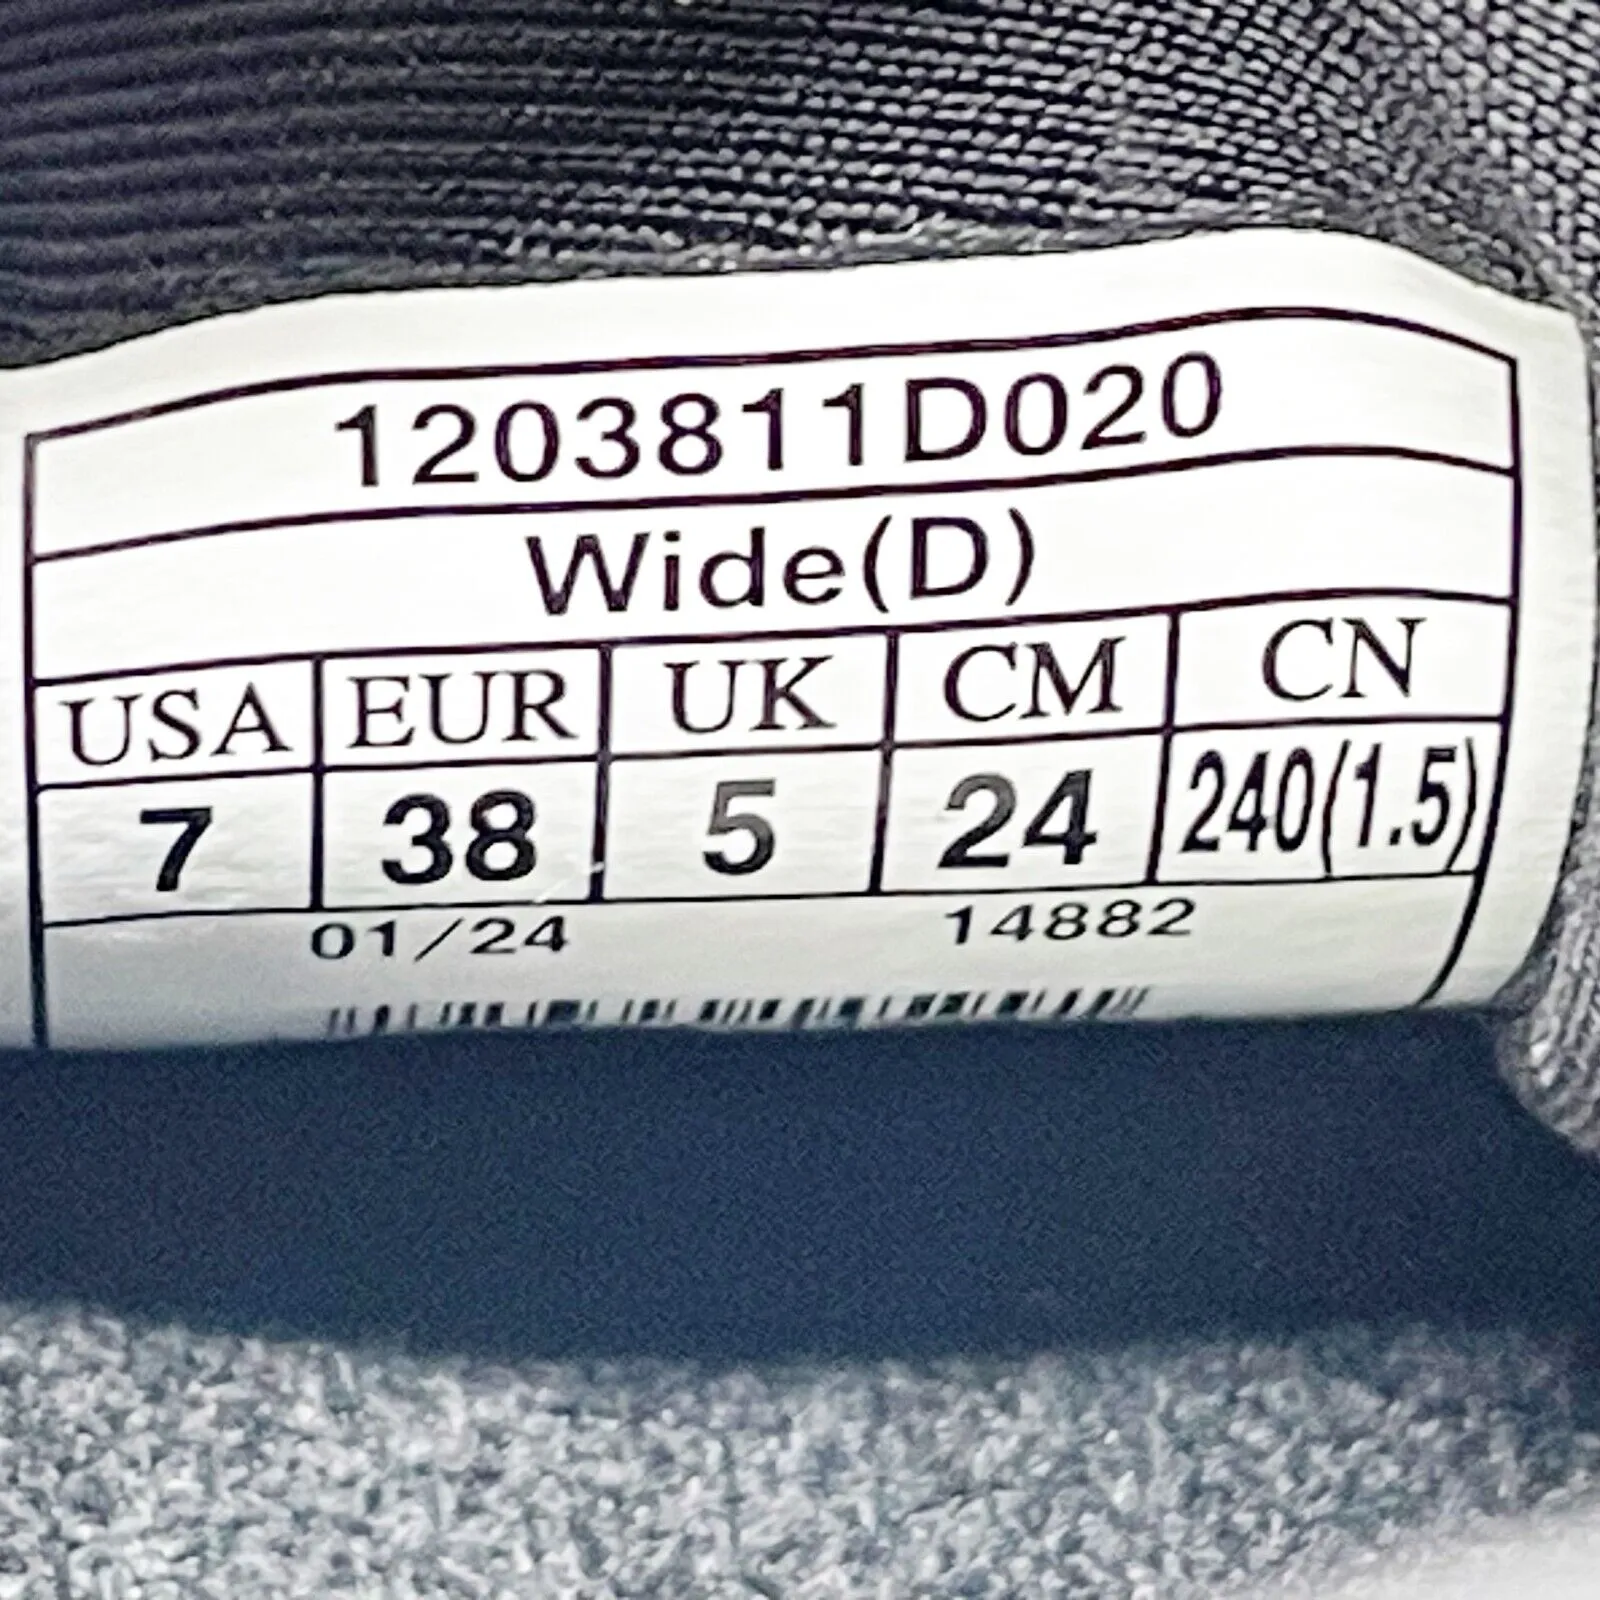 1203811D020
Wide(D)
USA EUR UK CM CN
7 38 5 24 240(1.5)
01/24 14882